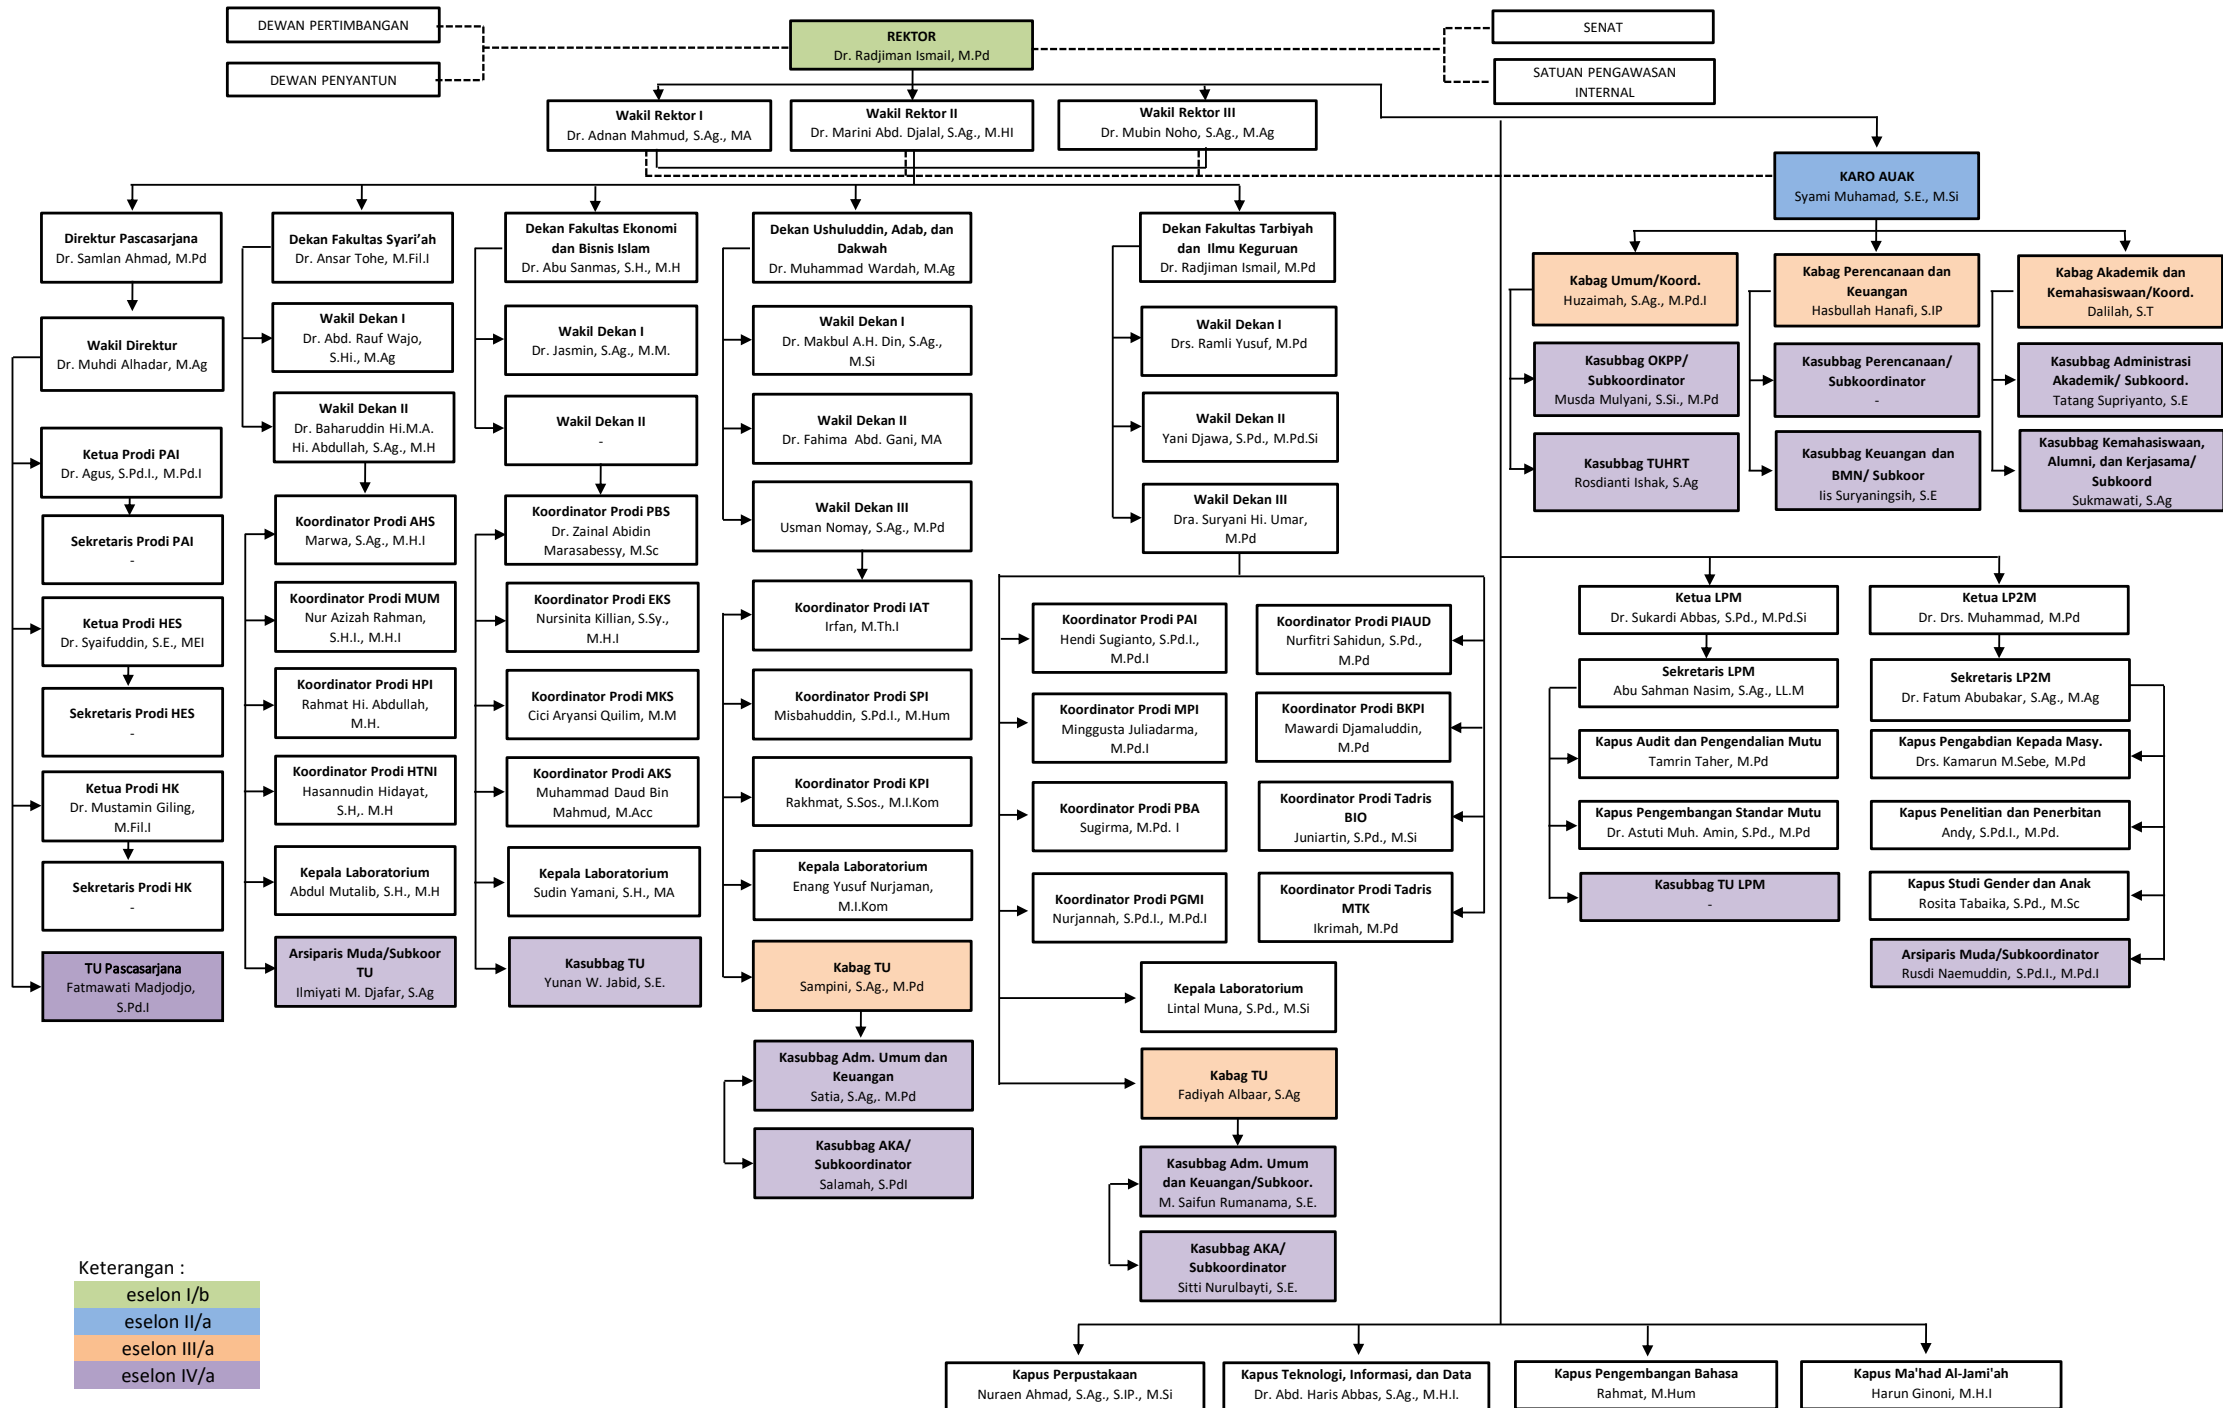 DEWAN PERTIMBANGAN
DEWAN PENYANTUN
REKTOR
Dr. Radjiman Ismail, M.Pd
SENAT
SATUAN PENGAWASAN
INTERNAL
Wakil Rektor I
Dr. Adnan Mahmud, S.Ag., MA
Wakil Rektor II
Dr. Marini Abd. Djalal, S.Ag., M.HI
Wakil Rektor III
Dr. Mubin Noho, S.Ag., M.Ag
KARO AUAK
Syami Muhamad, S.E., M.Si
Direktur Pascasarjana
Dr. Samlan Ahmad, M.Pd
Wakil Direktur
Dr. Muhdi Alhadar, M.Ag
Ketua Prodi PAI
Dr. Agus, S.Pd.I., M.Pd.I
Sekretaris Prodi PAI
-
Ketua Prodi HES
Dr. Syaifuddin, S.E., MEI
Sekretaris Prodi HES
-
Ketua Prodi HK
Dr. Mustamin Giling,
M.Fil.I
Sekretaris Prodi HK
-
TU Pascasarjana
Fatmawati Madjodjo,
S.Pd.I
Dekan Fakultas Syari’ah
Dr. Ansar Tohe, M.Fil.I
Wakil Dekan I
Dr. Abd. Rauf Wajo,
S.Hi., M.Ag
Wakil Dekan II
Dr. Baharuddin Hi.M.A.
Hi. Abdullah, S.Ag., M.H
Koordinator Prodi AHS
Marwa, S.Ag., M.H.I
Koordinator Prodi MUM
Nur Azizah Rahman,
S.H.I., M.H.I
Koordinator Prodi HPI
Rahmat Hi. Abdullah,
M.H.
Koordinator Prodi HTNI
Hasannudin Hidayat,
S.H,. M.H
Kepala Laboratorium
Abdul Mutalib, S.H., M.H
Arsiparis Muda/Subkoor
TU
Ilmiyati M. Djafar, S.Ag
Dekan Fakultas Ekonomi
dan Bisnis Islam
Dr. Abu Sanmas, S.H., M.H
Wakil Dekan I
Dr. Jasmin, S.Ag., M.M.
Wakil Dekan II
-
Koordinator Prodi PBS
Dr. Zainal Abidin
Marasabessy, M.Sc
Koordinator Prodi EKS
Nursinita Killian, S.Sy.,
M.H.I
Koordinator Prodi MKS
Cici Aryansi Quilim, M.M
Koordinator Prodi AKS
Muhammad Daud Bin
Mahmud, M.Acc
Kepala Laboratorium
Sudin Yamani, S.H., MA
Kasubbag TU
Yunan W. Jabid, S.E.
Dekan Ushuluddin, Adab, dan
Dakwah
Dr. Muhammad Wardah, M.Ag
Wakil Dekan I
Dr. Makbul A.H. Din, S.Ag.,
M.Si
Wakil Dekan II
Dr. Fahima Abd. Gani, MA
Wakil Dekan III
Usman Nomay, S.Ag., M.Pd
Koordinator Prodi IAT
Irfan, M.Th.I
Koordinator Prodi SPI
Misbahuddin, S.Pd.I., M.Hum
Koordinator Prodi KPI
Rakhmat, S.Sos., M.I.Kom
Kepala Laboratorium
Enang Yusuf Nurjaman,
M.I.Kom
Kabag TU
Sampini, S.Ag., M.Pd
Kasubbag Adm. Umum dan
Keuangan
Satia, S.Ag,. M.Pd
Kasubbag AKA/
Subkoordinator
Salamah, S.PdI
Dekan Fakultas Tarbiyah
dan Ilmu Keguruan
Dr. Radjiman Ismail, M.Pd
Wakil Dekan I
Drs. Ramli Yusuf, M.Pd
Wakil Dekan II
Yani Djawa, S.Pd., M.Pd.Si
Wakil Dekan III
Dra. Suryani Hi. Umar,
M.Pd
Koordinator Prodi PAI
Hendi Sugianto, S.Pd.I.,
M.Pd.I
Koordinator Prodi MPI
Minggusta Juliadarma,
M.Pd.I
Koordinator Prodi PBA
Sugirma, M.Pd. I
Koordinator Prodi PGMI
Nurjannah, S.Pd.I., M.Pd.I
Koordinator Prodi PIAUD
Nurfitri Sahidun, S.Pd.,
M.Pd
Koordinator Prodi BKPI
Mawardi Djamaluddin,
M.Pd
Koordinator Prodi Tadris
BIO
Juniartin, S.Pd., M.Si
Koordinator Prodi Tadris
MTK
Ikrimah, M.Pd
Kepala Laboratorium
Lintal Muna, S.Pd., M.Si
Kabag TU
Fadiyah Albaar, S.Ag
Kasubbag Adm. Umum
dan Keuangan/Subkoor.
M. Saifun Rumanama, S.E.
Kasubbag AKA/
Subkoordinator
Sitti Nurulbayti, S.E.
Kabag Umum/Koord.
Huzaimah, S.Ag., M.Pd.I
Kasubbag OKPP/
Subkoordinator
Musda Mulyani, S.Si., M.Pd
Kasubbag TUHRT
Rosdianti Ishak, S.Ag
Kabag Perencanaan dan
Keuangan
Hasbullah Hanafi, S.IP
Kasubbag Perencanaan/
Subkoordinator
-
Kasubbag Keuangan dan
BMN/ Subkoor
Iis Suryaningsih, S.E
Kabag Akademik dan
Kemahasiswaan/Koord.
Dalilah, S.T
Kasubbag Administrasi
Akademik/ Subkoord.
Tatang Supriyanto, S.E
Kasubbag Kemahasiswaan,
Alumni, dan Kerjasama/
Subkoord
Sukmawati, S.Ag
Ketua LPM
Dr. Sukardi Abbas, S.Pd., M.Pd.Si
Sekretaris LPM
Abu Sahman Nasim, S.Ag., LL.M
Kapus Audit dan Pengendalian Mutu
Tamrin Taher, M.Pd
Kapus Pengembangan Standar Mutu
Dr. Astuti Muh. Amin, S.Pd., M.Pd
Kasubbag TU LPM
-
Ketua LP2M
Dr. Drs. Muhammad, M.Pd
Sekretaris LP2M
Dr. Fatum Abubakar, S.Ag., M.Ag
Kapus Pengabdian Kepada Masy.
Drs. Kamarun M.Sebe, M.Pd
Kapus Penelitian dan Penerbitan
Andy, S.Pd.I., M.Pd.
Kapus Studi Gender dan Anak
Rosita Tabaika, S.Pd., M.Sc
Arsiparis Muda/Subkoordinator
Rusdi Naemuddin, S.Pd.I., M.Pd.I
Keterangan :
eselon I/b
eselon II/a
eselon III/a
eselon IV/a
Kapus Perpustakaan
Nuraen Ahmad, S.Ag., S.IP., M.Si
Kapus Teknologi, Informasi, dan Data
Dr. Abd. Haris Abbas, S.Ag., M.H.I.
Kapus Pengembangan Bahasa
Rahmat, M.Hum
Kapus Ma'had Al-Jami'ah
Harun Ginoni, M.H.I